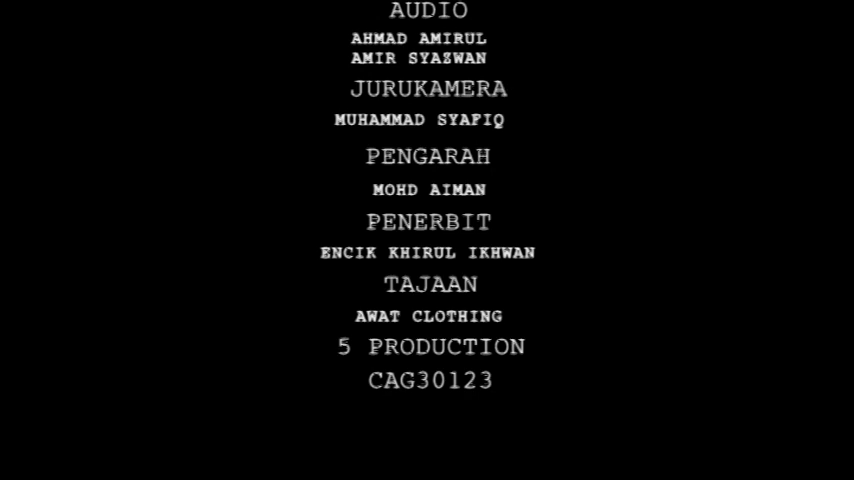 AUDIO
AHMAD AMIRUL
AMIR SYAZWAN
JURUKAMERA
MUHAMMAD SYAFIQ
PENGARAH
MOHD AIMAN
PENERBIT
ENCIK KHIRUL IKHWAN
TAJAAN
AWAT CLOTHING
5 PRODUCTION
CAG30123